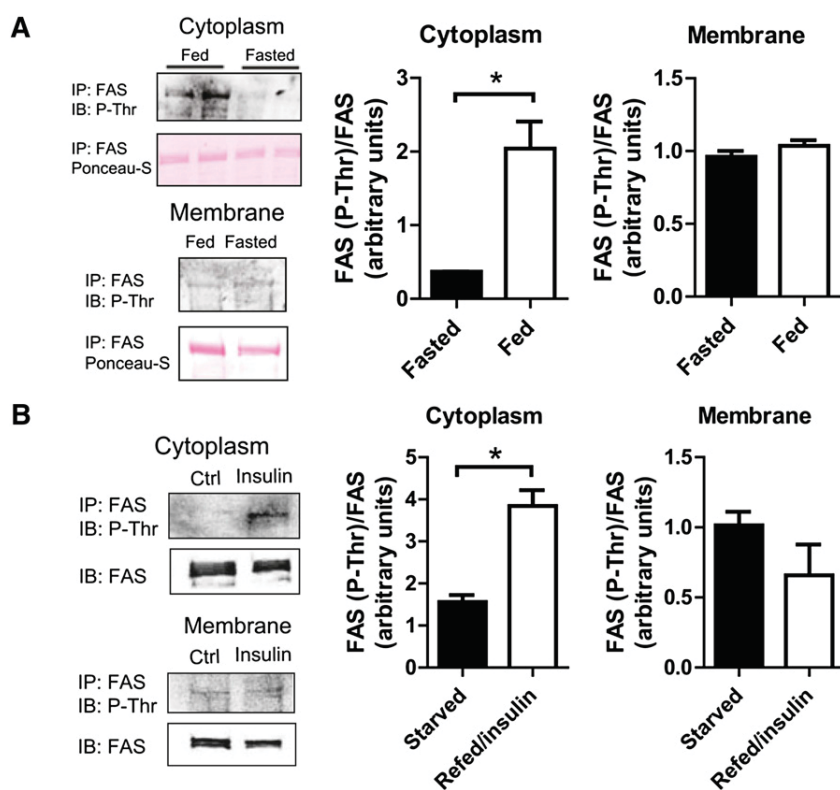 A
Cytoplasm
Fed Fasted
IP: FAS
IB: P-Thr
IP: FAS
Ponceau-S
Membrane
Fed Fasted
IP: FAS
IB: P-Thr
IP: FAS
Ponceau-S
Cytoplasm
FAS (P-Thr)/FAS
(arbitrary units)
3
2
1
0
*
Fasted
Fed
Membrane
FAS (P-Thr)/FAS
(arbitrary units)
1.5
1.0
0.5
0.0
Fasted
Fed
B
Cytoplasm
Ctrl Insulin
IP: FAS
IB: P-Thr
IB: FAS
Membrane
Ctrl Insulin
IP: FAS
IB: P-Thr
IB: FAS
Cytoplasm
FAS (P-Thr)/FAS
(arbitrary units)
5
4
3
2
1
0
*
Starved
Refed/insulin
Membrane
FAS (P-Thr)/FAS
(arbitrary units)
1.5
1.0
0.5
0.0
Starved
Refed/insulin